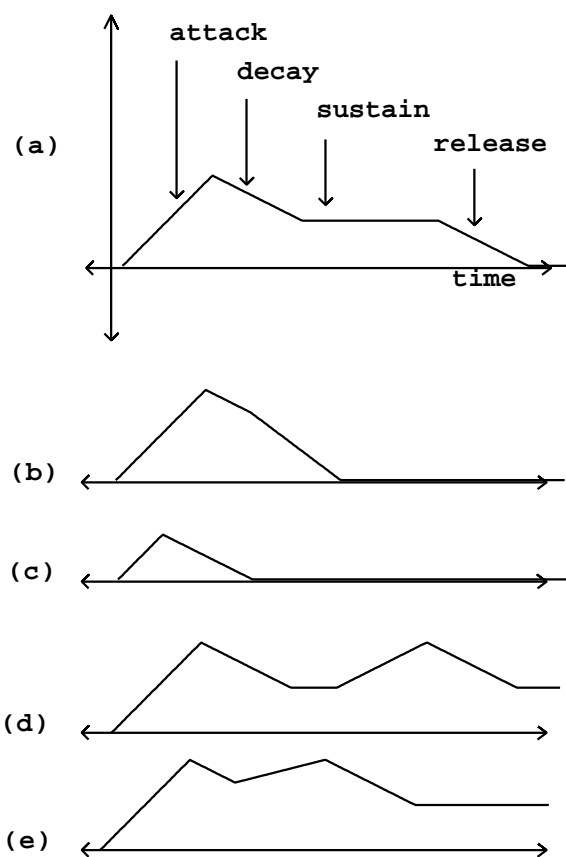 attack
decay
sustain
(a)
release
time
(b)
(c)
(d)
(e)